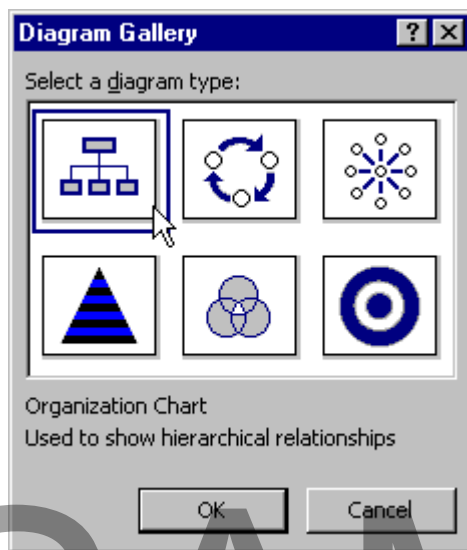 Diagram Gallery
Select a diagram type:
Organization Chart
Used to show hierarchical relationships
OK Cancel